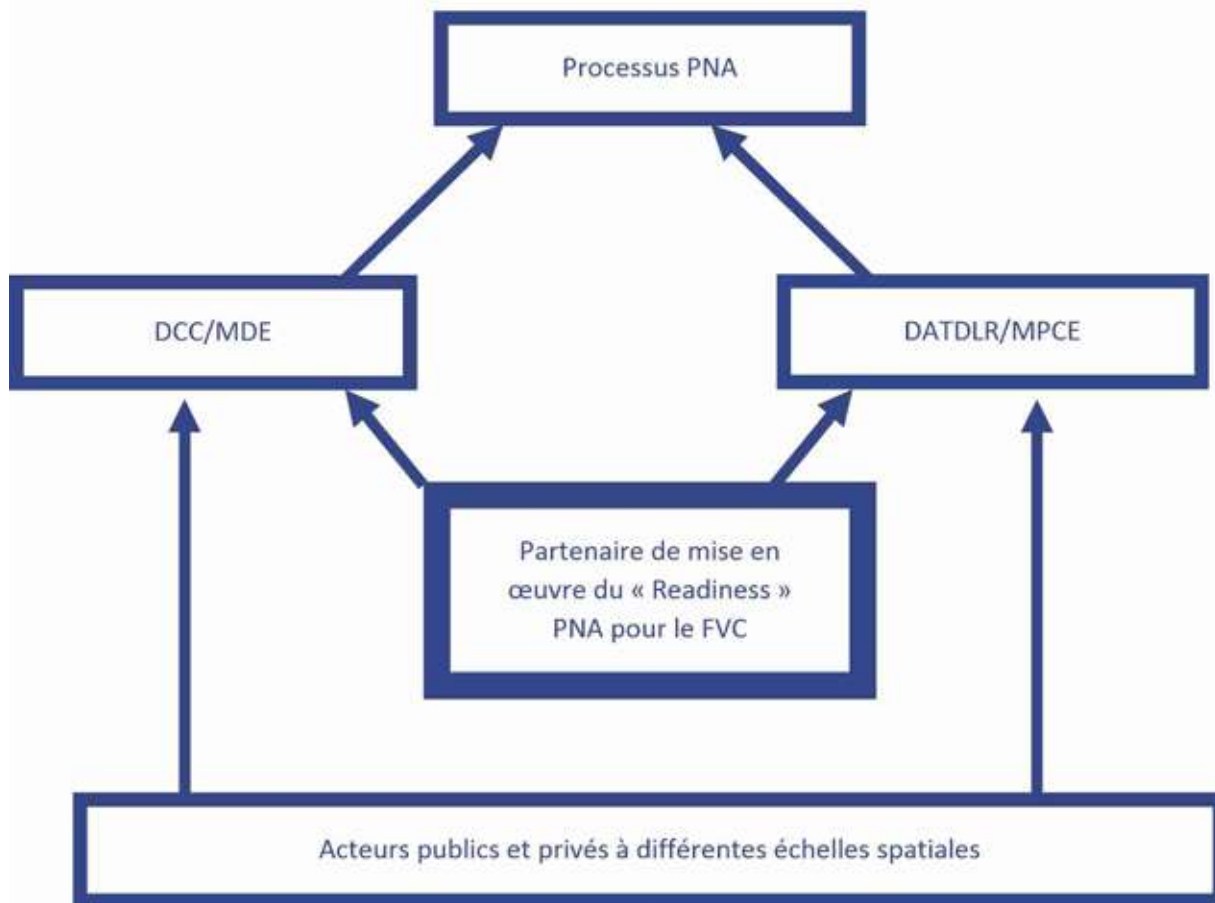 Processus PNA
DCC/MDE
DATDLR/MPCE
Partenaire de mise en
œuvre du « Readiness »
PNA pour le FVC
Acteurs publics et privés à différentes échelles spatiales